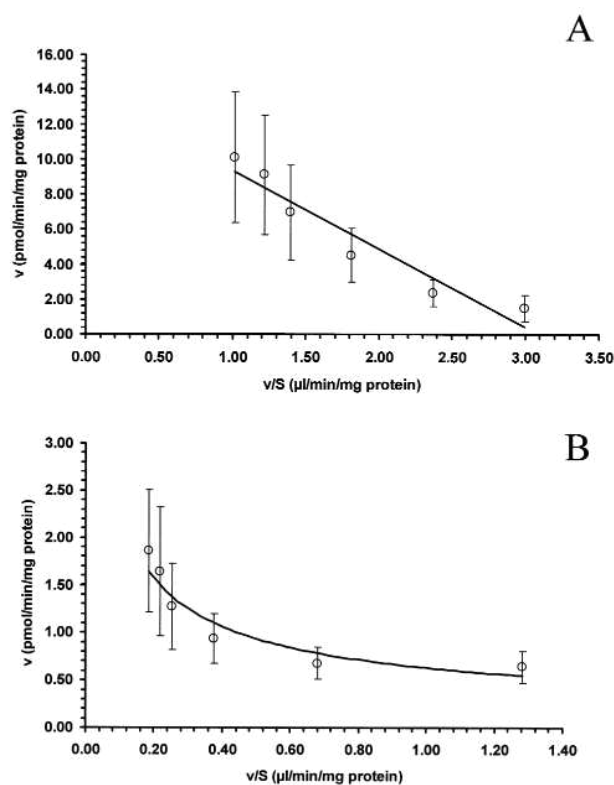 A
16.00
14.00
12.00
10.00
8.00
6.00
4.00
2.00
0.00
v (pmol/min/mg protein)
0.00 0.50 1.00 1.50 2.00 2.50 3.00 3.50
v/S (µl/min/mg protein)
B
3.00
2.50
2.00
1.50
1.00
0.50
0.00
v (pmol/min/mg protein)
0.00 0.20 0.40 0.60 0.80 1.00 1.20 1.40
v/S (µl/min/mg protein)